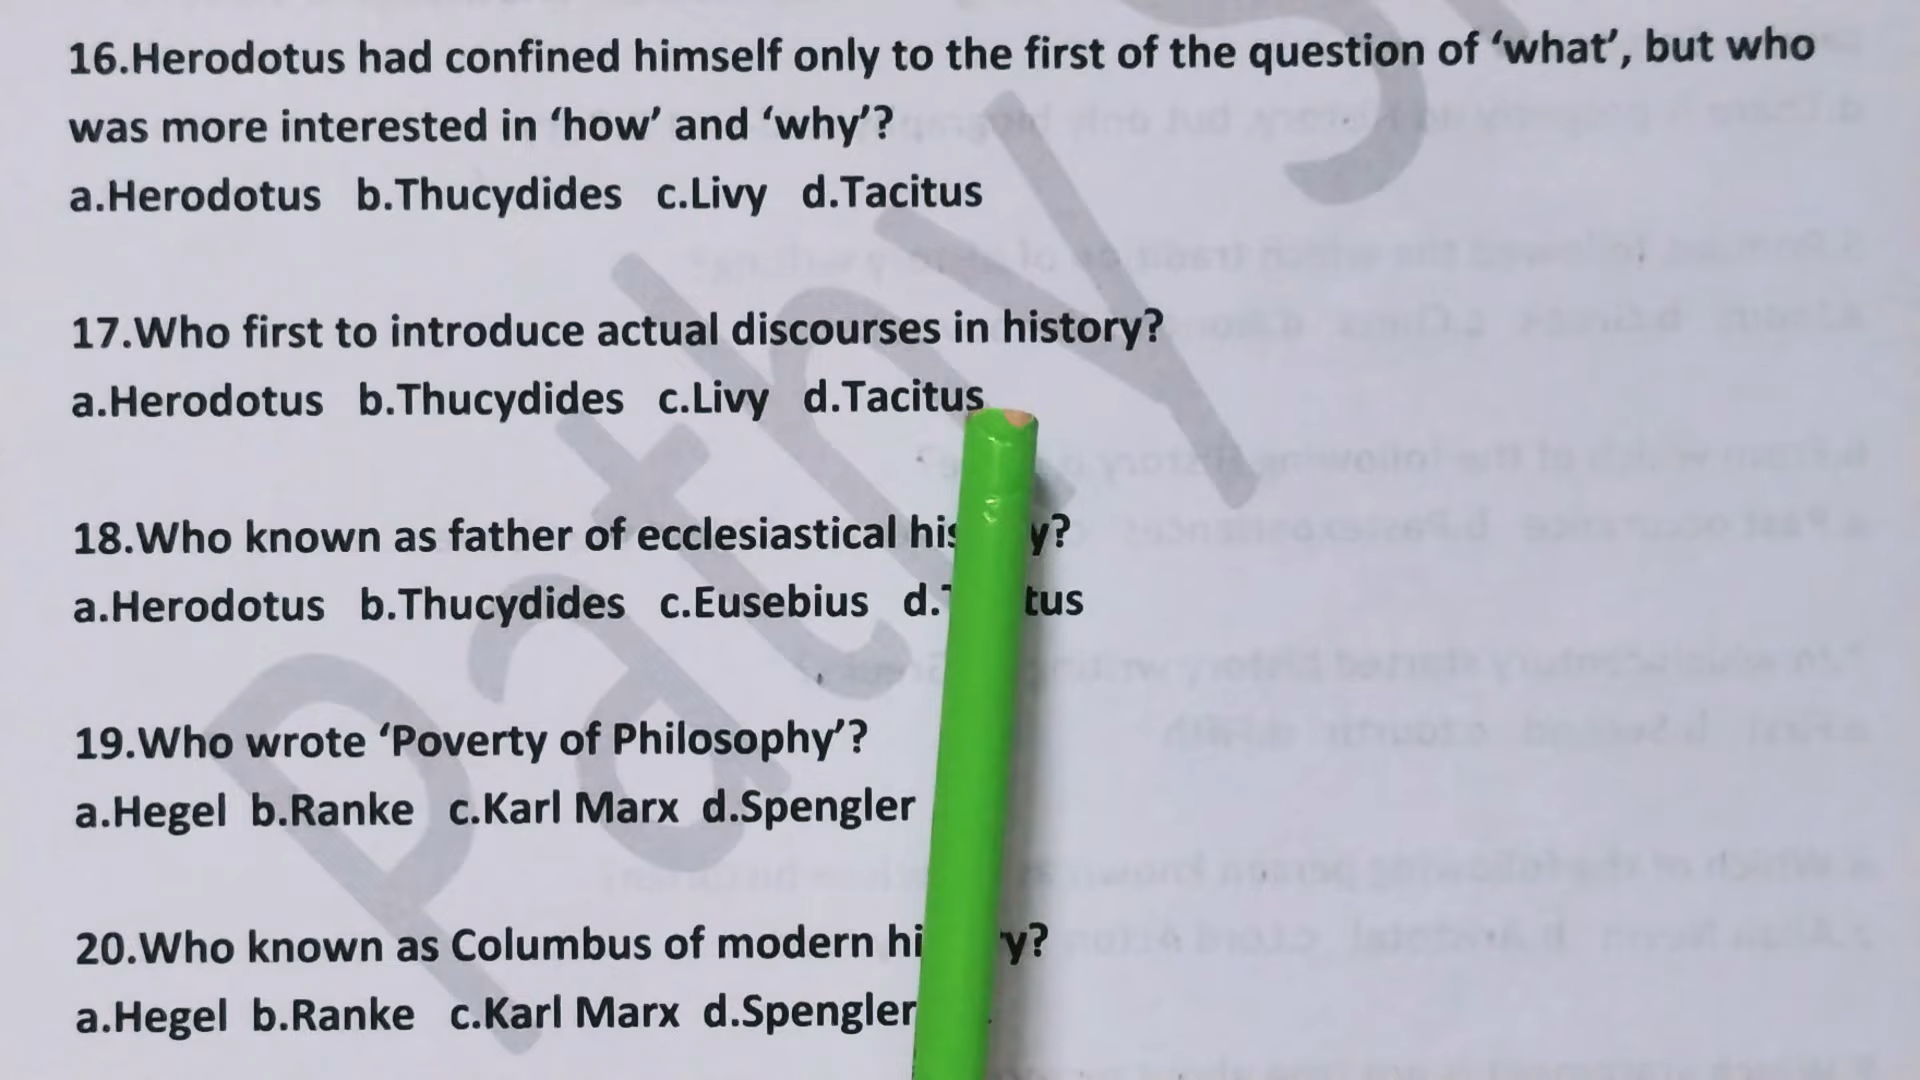 16.Herodotus had confined himself only to the first of the question of ‘what’, but who
was more interested in ‘how’ and ‘why’?
a.Herodotus b.Thucydides c.Livy d.Tacitus
17.Who first to introduce actual discourses in history?
a.Herodotus b.Thucydides c.Livy d.Tacitus
18.Who known as father of ecclesiastical his y?
a.Herodotus b.Thucydides c.Eusebius d. tus
19.Who wrote ‘Poverty of Philosophy’?
a.Hegel b.Ranke c.Karl Marx d.Spengler
20.Who known as Columbus of modern hi y?
a.Hegel b.Ranke c.Karl Marx d.Spengler